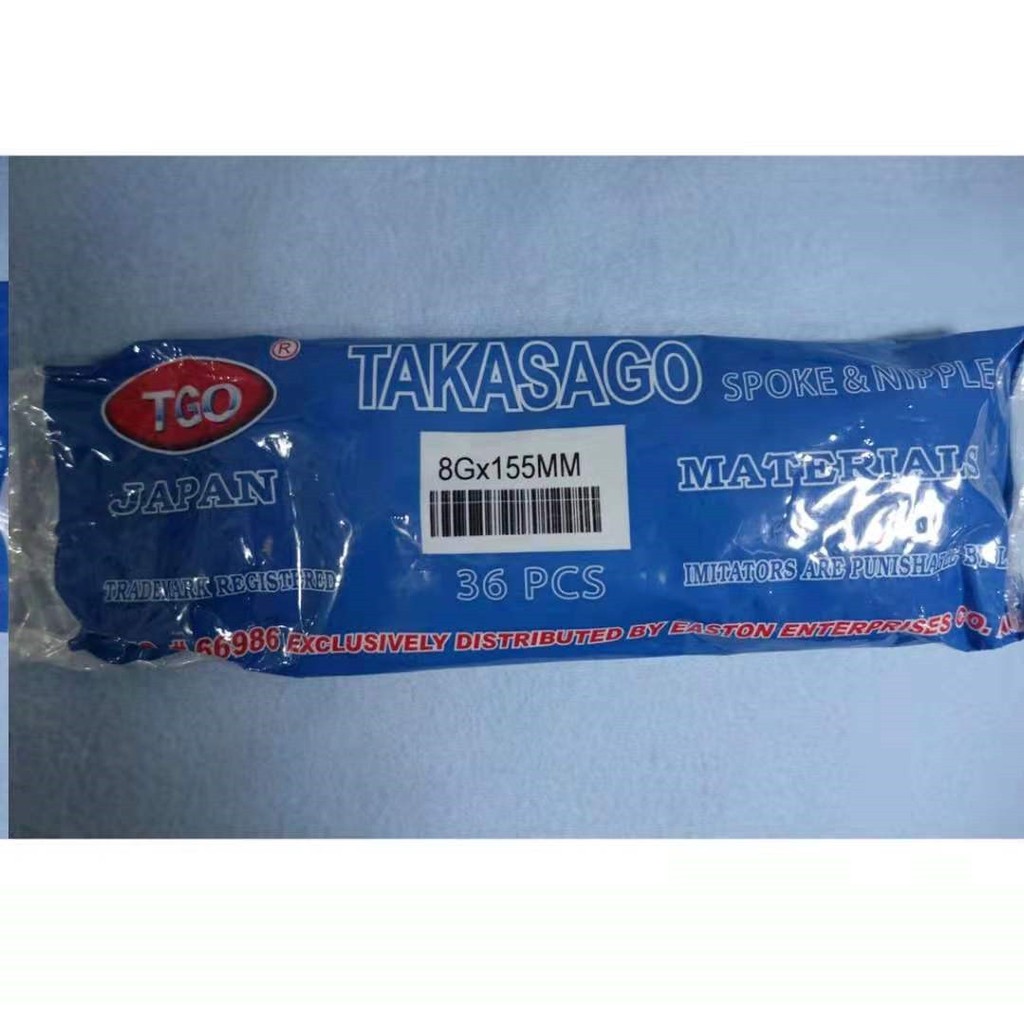 TGO ®
TAKASAGO SPOKE & NIPPLE
JAPAN
8Gx155MM
MATERIALS
TRADEMARK REGISTERED
36 PCS
IMITATORS ARE PUNISHABLE
# 66986 EXCLUSIVELY DISTRIBUTED BY EASTON ENTERPRISES CO.